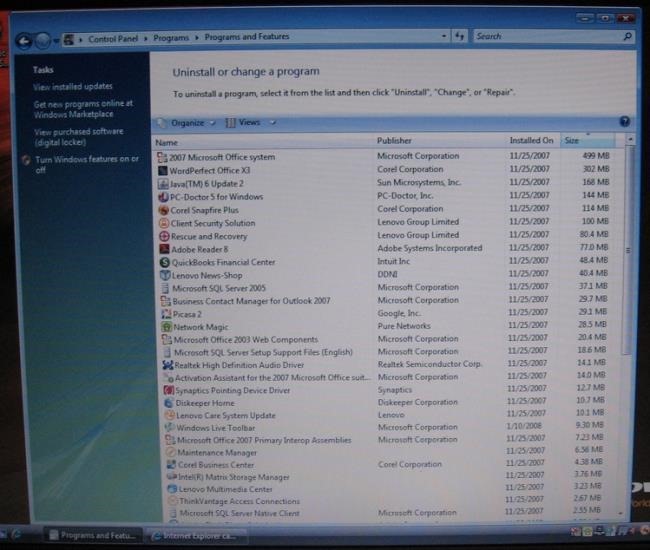 Control Panel Programs Programs and Features Search
Tasks
View installed updates
Get new programs online at
Windows Marketplace
View purchased software
(digital locker)
Turn Windows features on or
off
Uninstall or change a program
To uninstall a program, select it from the list and then click "Uninstall", "Change", or "Repair".
Organize Views
Name Publisher Installed On Size
2007 Microsoft Office system Microsoft Corporation 11/25/2007 499 MB
WordPerfect Office X3 Corel Corporation 11/25/2007 302 MB
Java(TM) 6 Update 2 Sun Microsystems, Inc. 11/25/2007 168 MB
PC-Doctor 5 for Windows PC-Doctor, Inc. 11/25/2007 144 MB
Corel Snapfire Plus Corel Corporation 11/25/2007 114 MB
Client Security Solution Lenovo Group Limited 11/25/2007 100 MB
Rescue and Recovery Lenovo Group Limited 11/25/2007 80.4 MB
Adobe Reader 8 Adobe Systems Incorporated 11/25/2007 77.0 MB
QuickBooks Financial Center Intuit Inc 11/25/2007 48.4 MB
Lenovo News-Shop DDNI 11/25/2007 40.4 MB
Microsoft SQL Server 2005 Microsoft Corporation 11/25/2007 37.1 MB
Business Contact Manager for Outlook 2007 Microsoft Corporation 11/25/2007 29.7 MB
Picasa 2 Google, Inc. 11/25/2007 29.1 MB
Network Magic Pure Networks 11/25/2007 28.5 MB
Microsoft Office 2003 Web Components Microsoft Corporation 11/25/2007 20.4 MB
Microsoft SQL Server Setup Support Files (English) Microsoft Corporation 11/25/2007 18.6 MB
Realtek High Definition Audio Driver Realtek Semiconductor Corp. 11/25/2007 14.1 MB
Activation Assistant for the 2007 Microsoft Office suit... Microsoft Corporation 11/25/2007 14.0 MB
Synaptics Pointing Device Driver Synaptics 11/25/2007 12.7 MB
Diskeeper Home Diskeeper Corporation 11/25/2007 10.7 MB
Lenovo Care System Update Lenovo 11/25/2007 10.1 MB
Windows Live Toolbar Microsoft Corporation 1/10/2008 9.30 MB
Microsoft Office 2007 Primary Interop Assemblies Microsoft Corporation 11/25/2007 7.23 MB
Maintenance Manager 11/25/2007 6.56 MB
Corel Business Center Corel Corporation 11/25/2007 4.38 MB
Intel(R) Matrix Storage Manager 11/25/2007 3.76 MB
Lenovo Multimedia Center 11/25/2007 3.23 MB
ThinkVantage Access Connections 11/25/2007 2.67 MB
Microsoft SQL Server Native Client Microsoft Corporation 11/25/2007 2.55 MB
Programs and Featu... Internet Explorer ca...